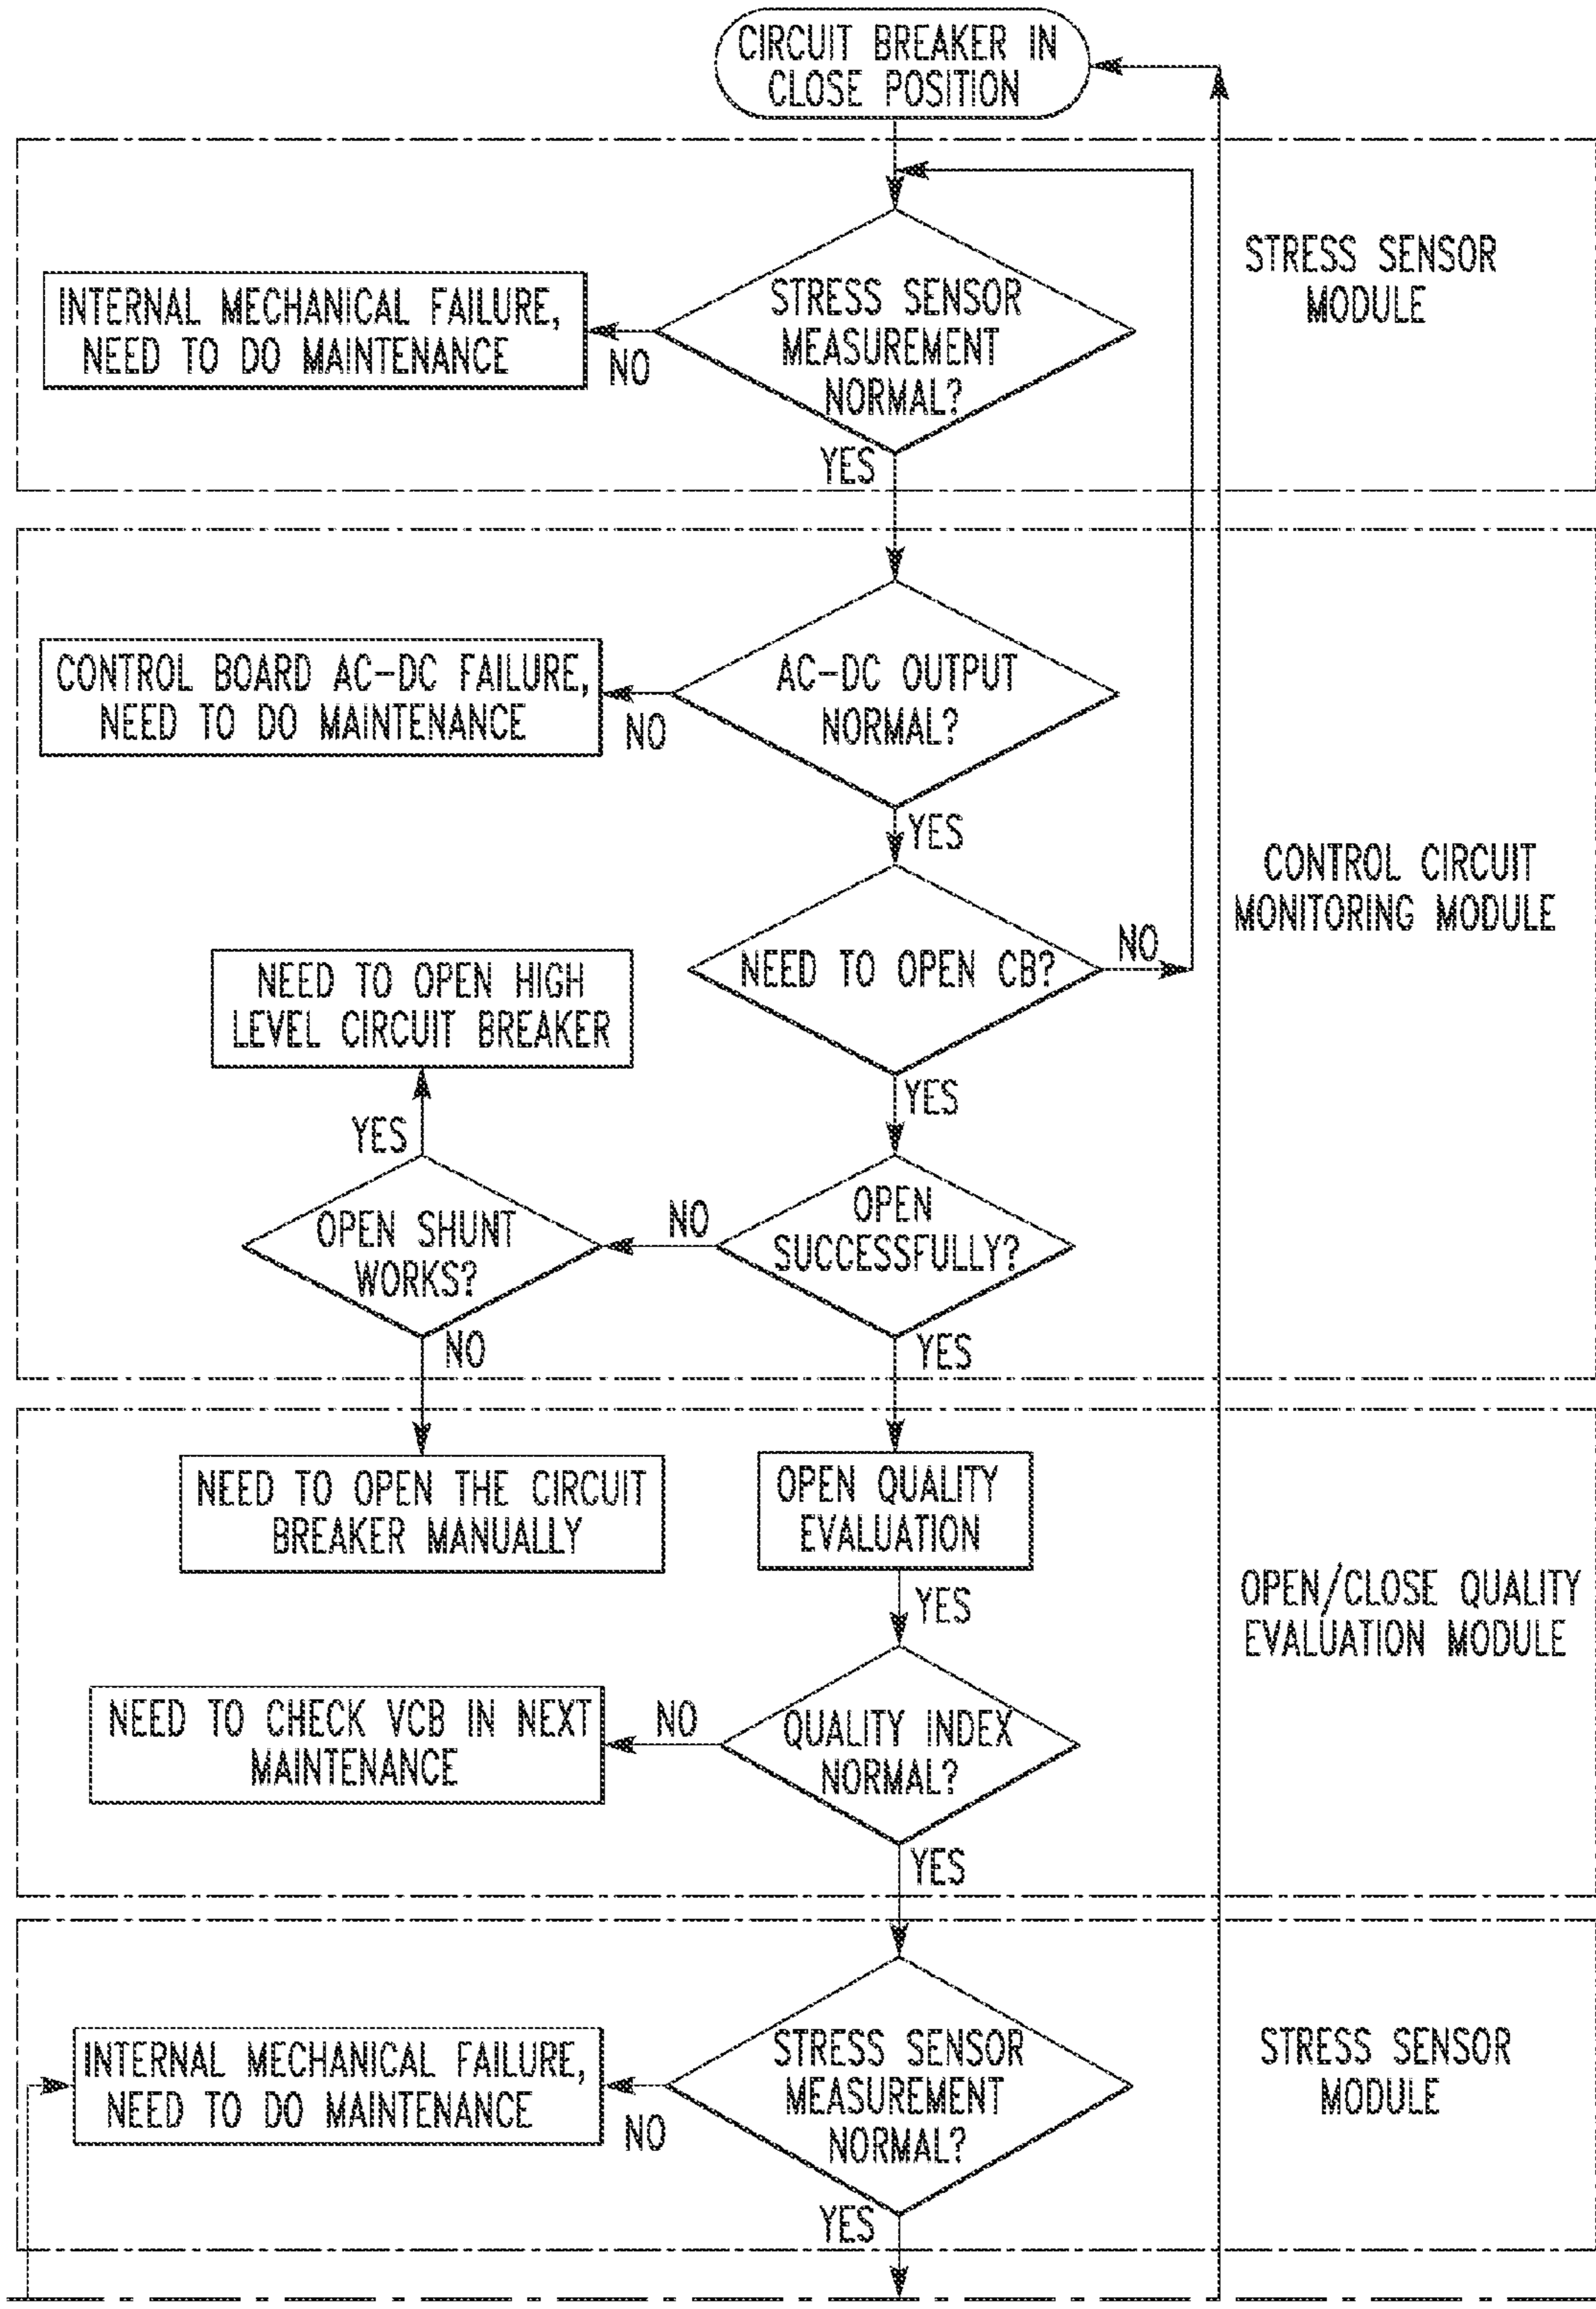 CIRCUIT BREAKER IN
CLOSE POSITION
STRESS SENSOR
MODULE
STRESS SENSOR
MEASUREMENT
NORMAL?
INTERNAL MECHANICAL FAILURE,
NEED TO DO MAINTENANCE
NO
YES
AC-DC OUTPUT
NORMAL?
CONTROL BOARD AC-DC FAILURE,
NEED TO DO MAINTENANCE
NO
YES
CONTROL CIRCUIT
MONITORING MODULE
NEED TO OPEN CB?
NO
NEED TO OPEN HIGH
LEVEL CIRCUIT BREAKER
YES
YES
OPEN
SUCCESSFULLY?
NO
OPEN SHUNT
WORKS?
NO
YES
NEED TO OPEN THE CIRCUIT
BREAKER MANUALLY
OPEN QUALITY
EVALUATION
YES
OPEN/CLOSE QUALITY
EVALUATION MODULE
NEED TO CHECK VCB IN NEXT
MAINTENANCE
NO
QUALITY INDEX
NORMAL?
YES
INTERNAL MECHANICAL FAILURE,
NEED TO DO MAINTENANCE
NO
STRESS SENSOR
MEASUREMENT
NORMAL?
STRESS SENSOR
MODULE
YES